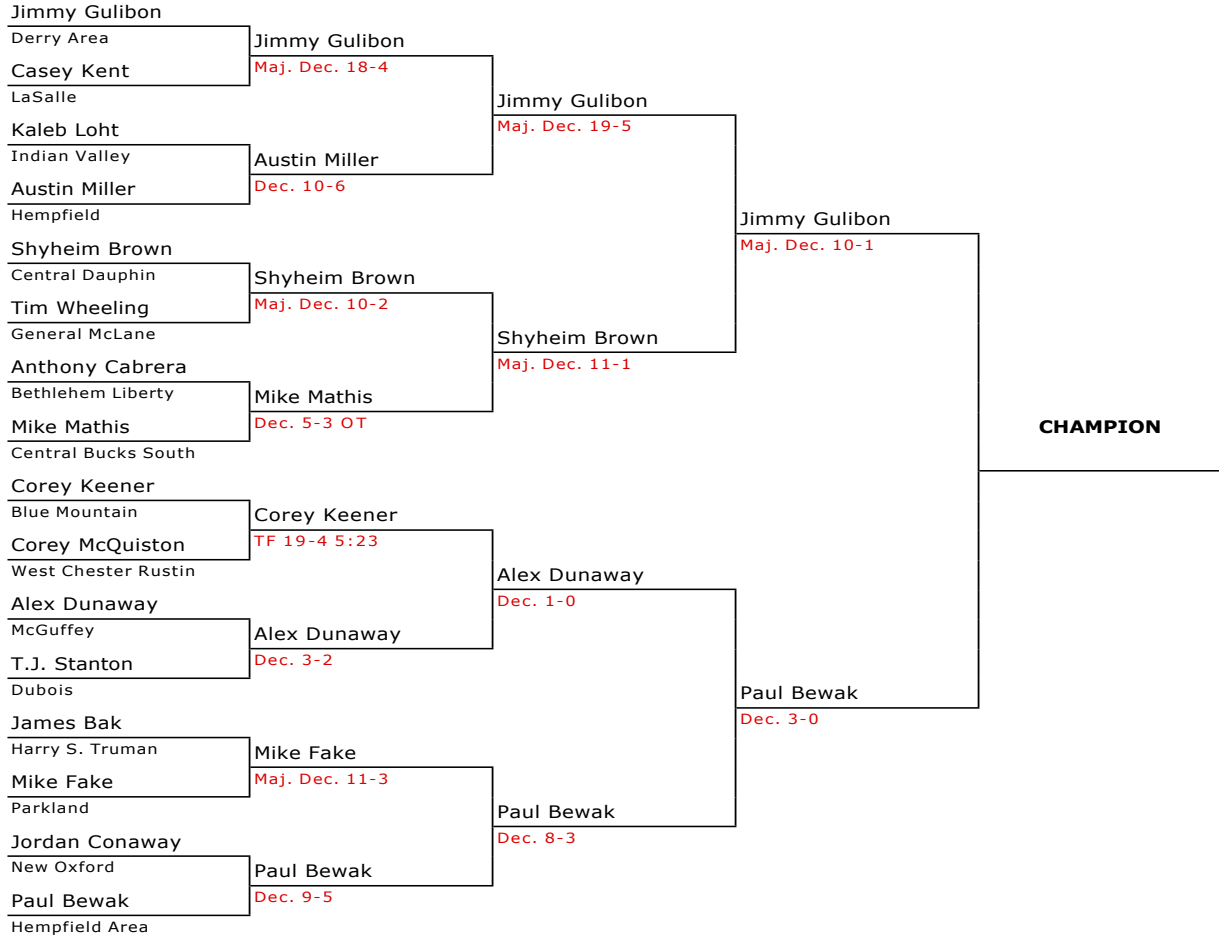 Jimmy Gulibon
Derry Area
Casey Kent
LaSalle
Kaleb Loht
Indian Valley
Austin Miller
Hempfield
Shyheim Brown
Central Dauphin
Tim Wheeling
General McLane
Anthony Cabrera
Bethlehem Liberty
Mike Mathis
Central Bucks South
Corey Keener
Blue Mountain
Corey McQuiston
West Chester Rustin
Alex Dunaway
McGuffey
T.J. Stanton
Dubois
James Bak
Harry S. Truman
Mike Fake
Parkland
Jordan Conaway
New Oxford
Paul Bewak
Hempfield Area
Jimmy Gulibon
Maj. Dec. 18-4
Austin Miller
Dec. 10-6
Shyheim Brown
Maj. Dec. 10-2
Mike Mathis
Dec. 5-3 OT
Corey Keener
TF 19-4 5:23
Alex Dunaway
Dec. 3-2
Mike Fake
Maj. Dec. 11-3
Paul Bewak
Dec. 9-5
Jimmy Gulibon
Maj. Dec. 19-5
Shyheim Brown
Maj. Dec. 11-1
Alex Dunaway
Dec. 1-0
Paul Bewak
Dec. 8-3
Jimmy Gulibon
Maj. Dec. 10-1
Paul Bewak
Dec. 3-0
CHAMPION